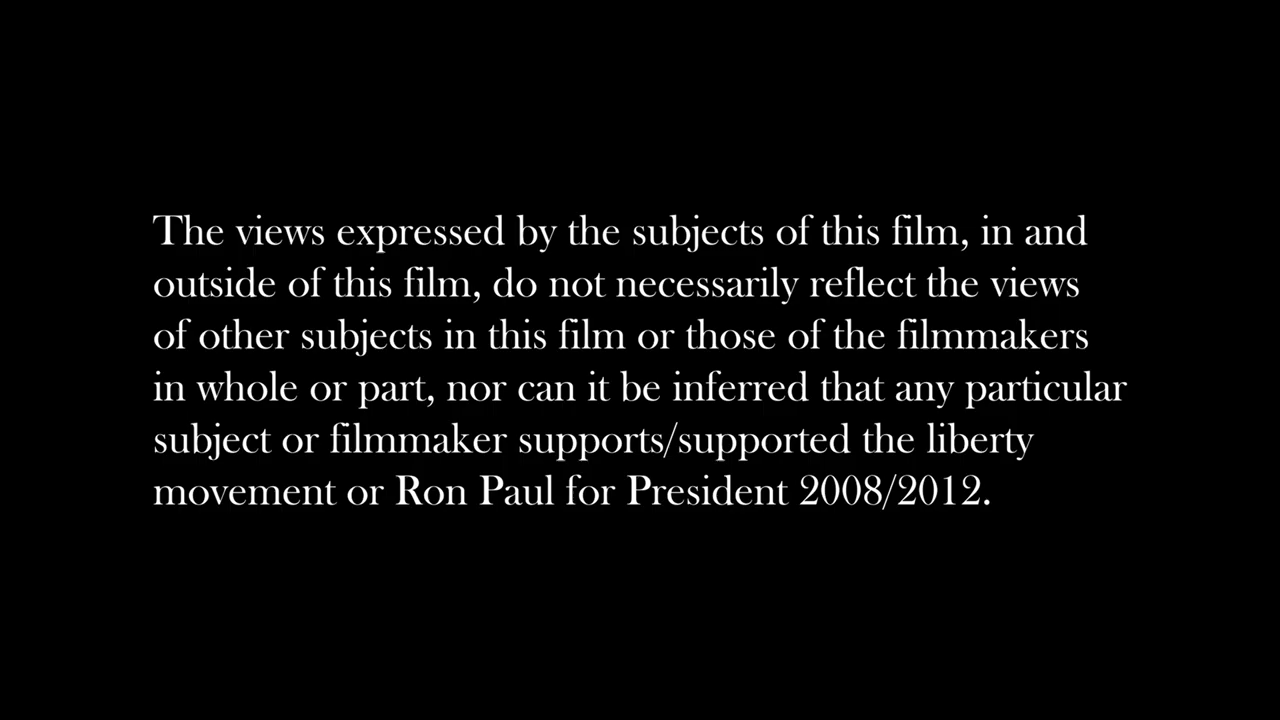 The views expressed by the subjects of this film, in and
outside of this film, do not necessarily reflect the views
of other subjects in this film or those of the filmmakers
in whole or part, nor can it be inferred that any particular
subject or filmmaker supports/supported the liberty
movement or Ron Paul for President 2008/2012.